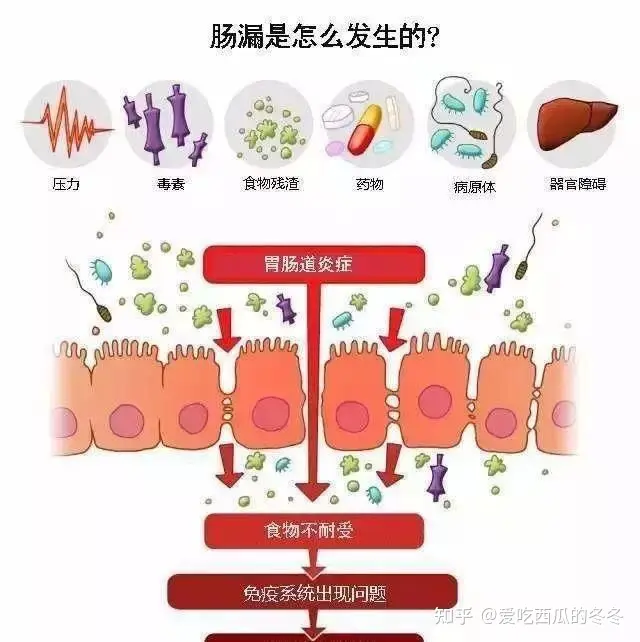 肠漏是怎么发生的?
压力
毒素
食物残渣
药物
病原体
器官障碍
胃肠道炎症
食物不耐受
免疫系统出现问题
知乎 @爱吃西瓜的冬冬